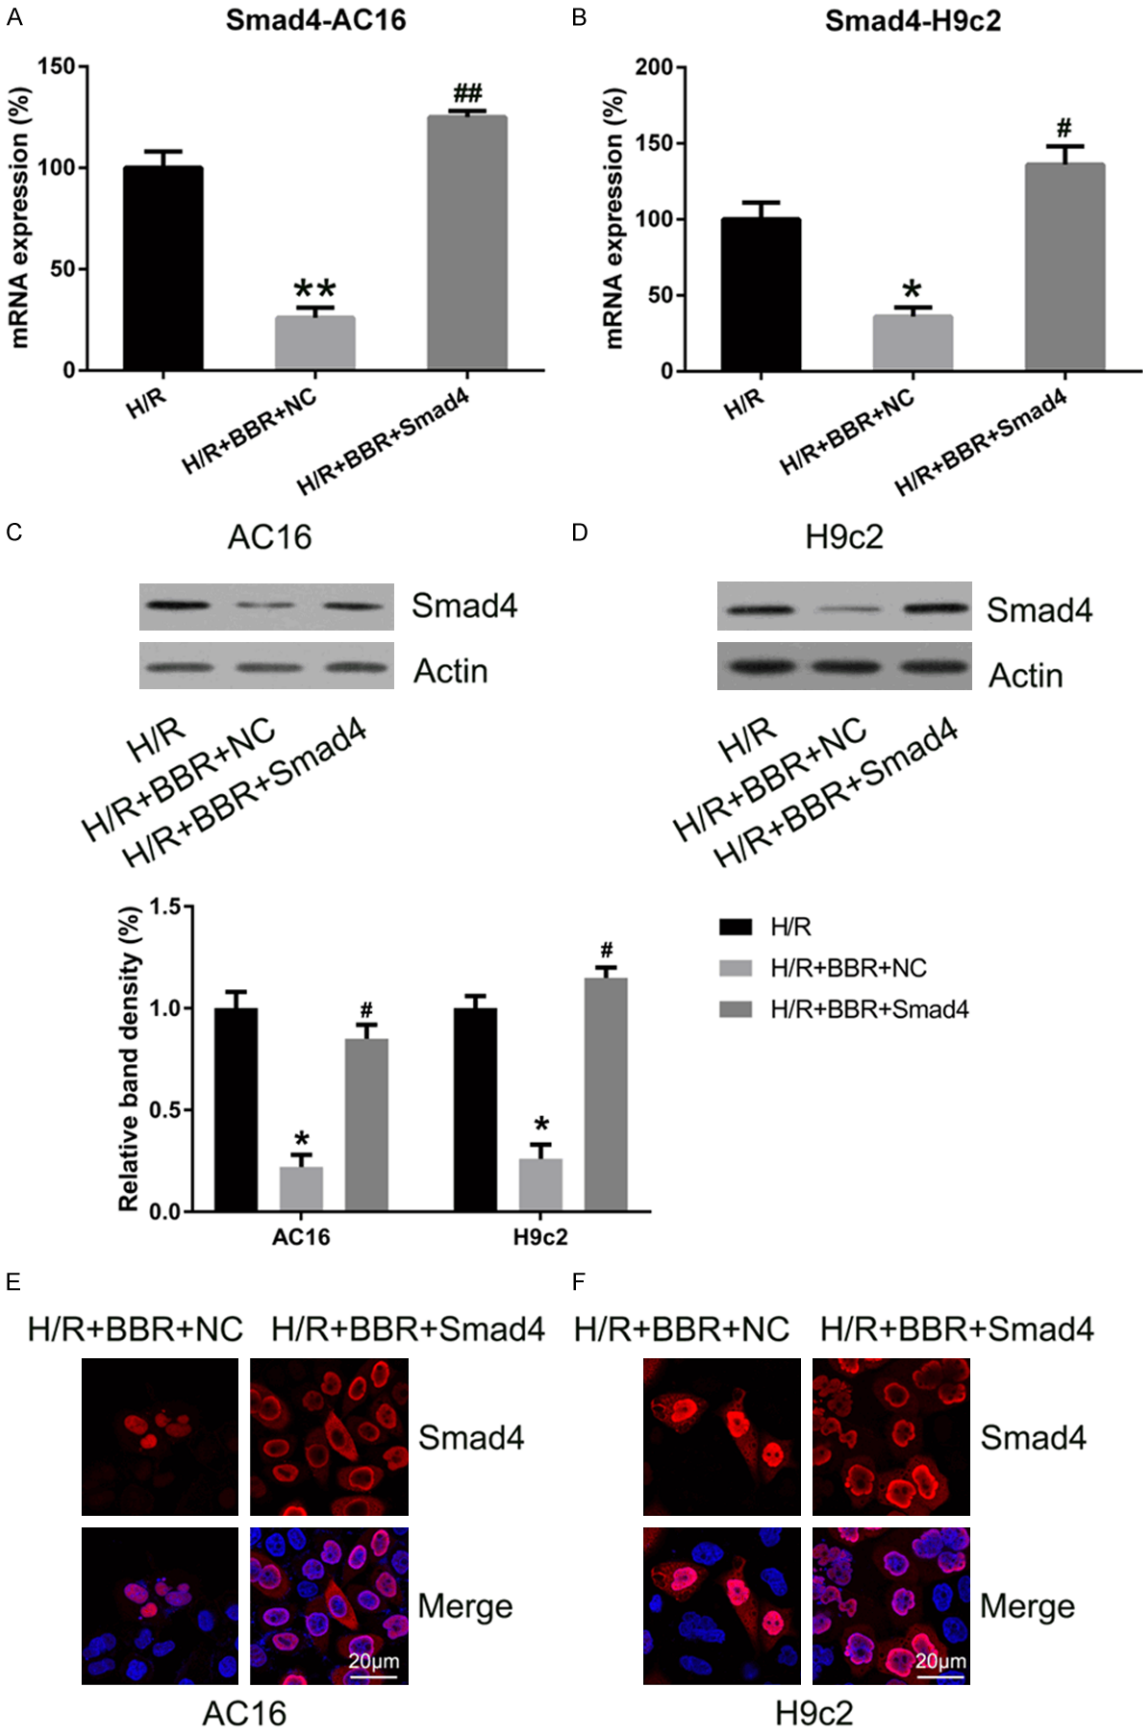 A
Smad4-AC16
mRNA expression (%)
150
100
50
0
##
**
H/R
H/R+BBR+NC
H/R+BBR+Smad4
B
Smad4-H9c2
mRNA expression (%)
200
150
100
50
0
#
*
H/R
H/R+BBR+NC
H/R+BBR+Smad4
C
AC16
Smad4
Actin
H/R
H/R+BBR+NC
H/R+BBR+Smad4
D
H9c2
Smad4
Actin
H/R
H/R+BBR+NC
H/R+BBR+Smad4
Relative band density (%)
1.5
1.0
0.5
0.0
*
#
*
#
AC16
H9c2
H/R
H/R+BBR+NC
H/R+BBR+Smad4
E
H/R+BBR+NC
H/R+BBR+Smad4
Smad4
Merge
20μm
AC16
F
H/R+BBR+NC
H/R+BBR+Smad4
Smad4
Merge
20μm
H9c2